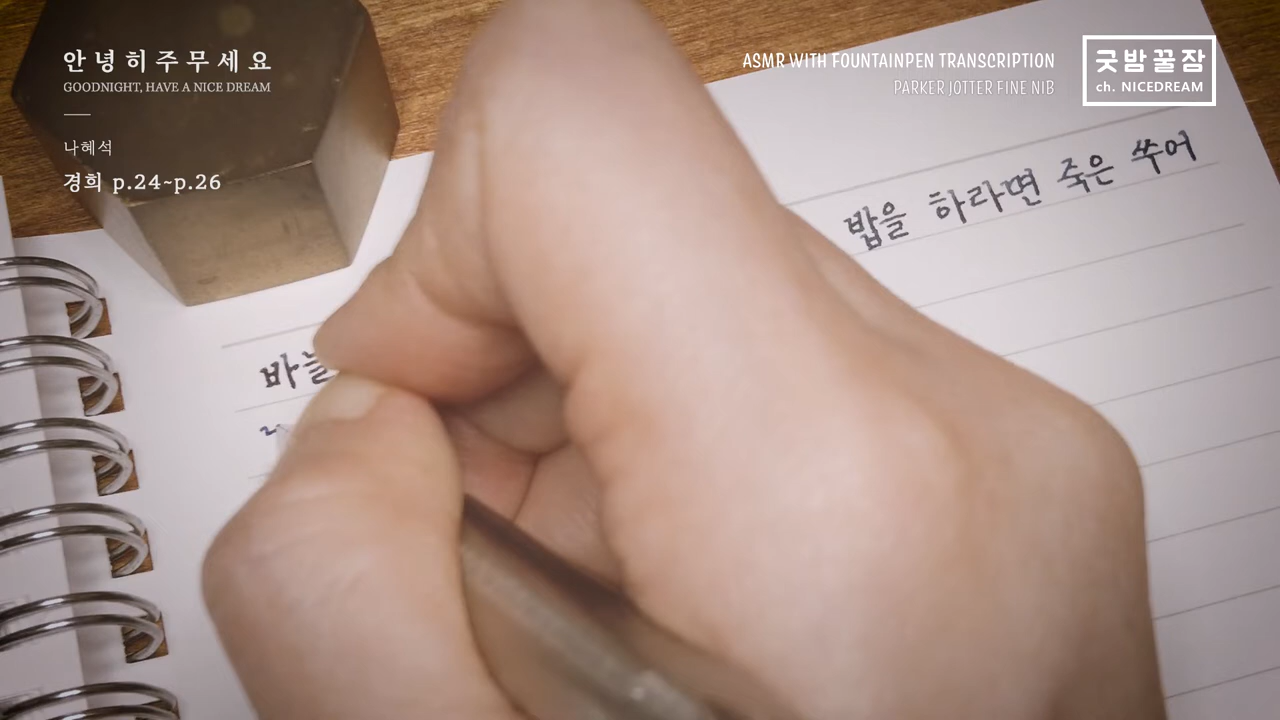 안녕히주무세요
GOODNIGHT, HAVE A NICE DREAM
나혜석
경희 p.24~p.26
ASMR WITH FOUNTAINPEN TRANSCRIPTION
PARKER JOTTER FINE NIB
굿밤꿀잠
ch. NICEDREAM
밥을 하라면 죽은 쑤어